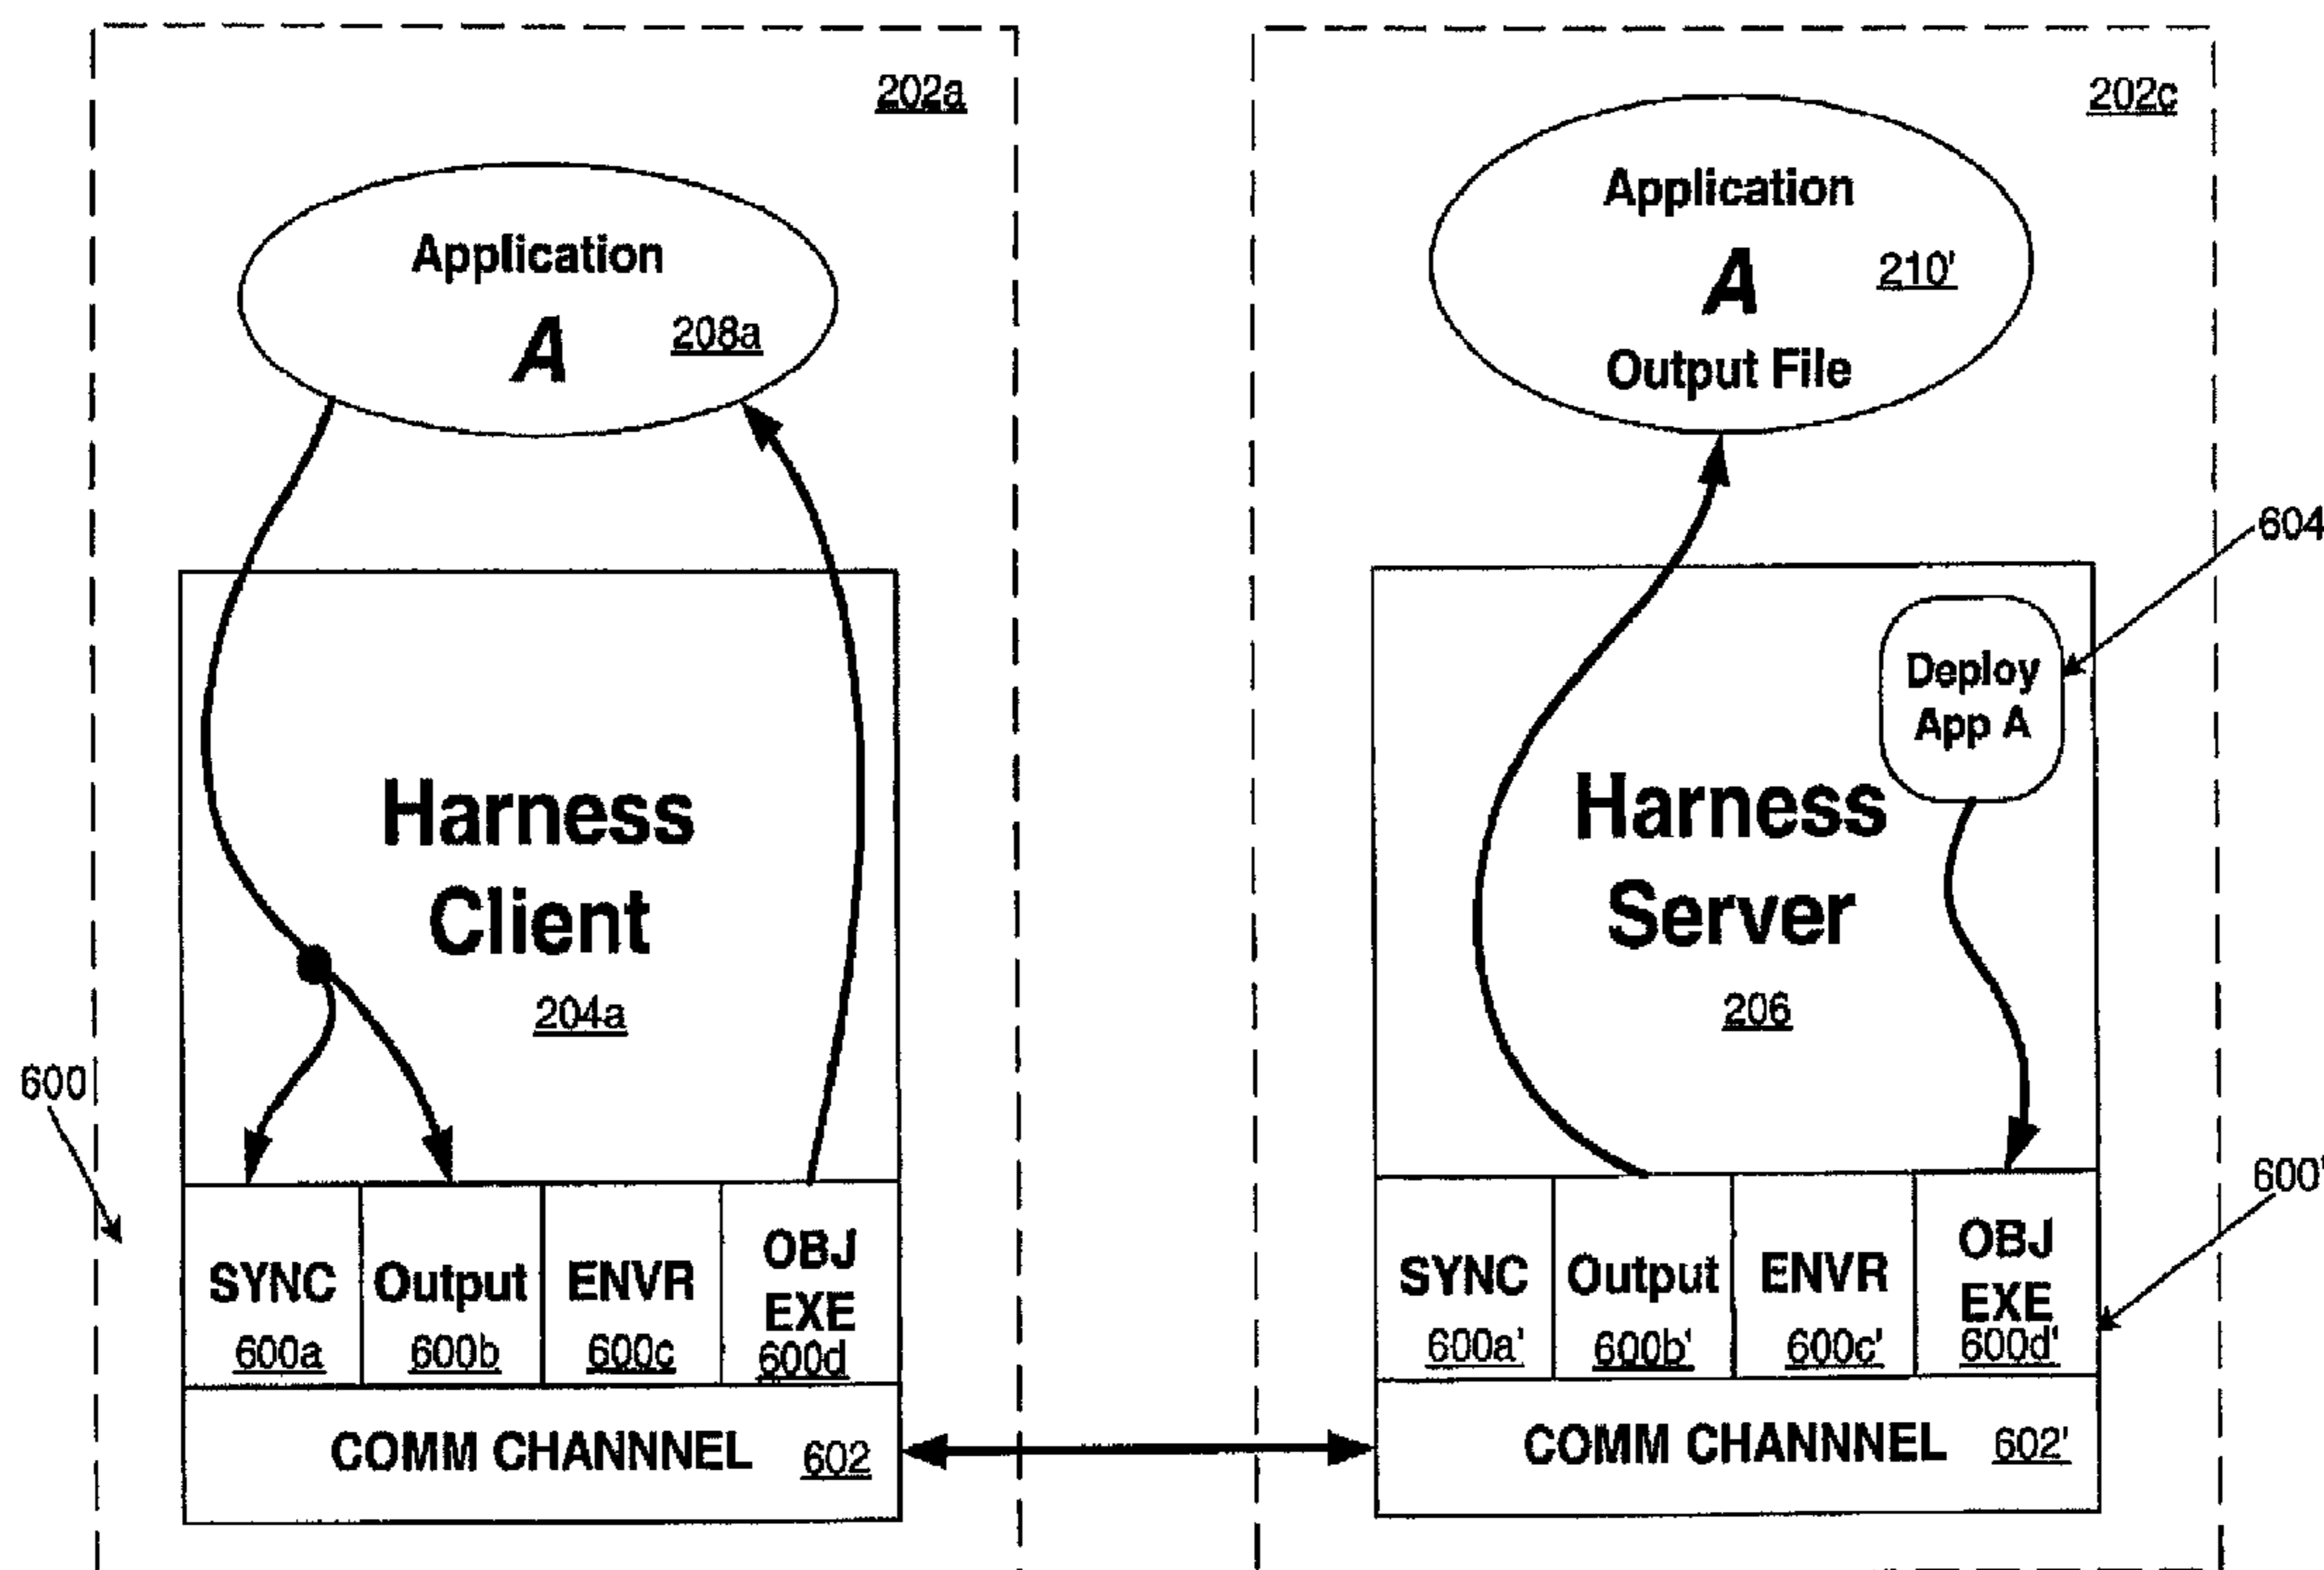 202a
Application
A
208a
Harness
Client
204a
600
SYNC
600a
Output
600b
ENVR
600c
OBJ
EXE
600d
COMM CHANNNEL 602
202c
Application
A
210'
Output File
604
Deploy
App A
Harness
Server
206
600'
SYNC
600a'
Output
600b'
ENVR
600c'
OBJ
EXE
600d'
COMM CHANNNEL 602'